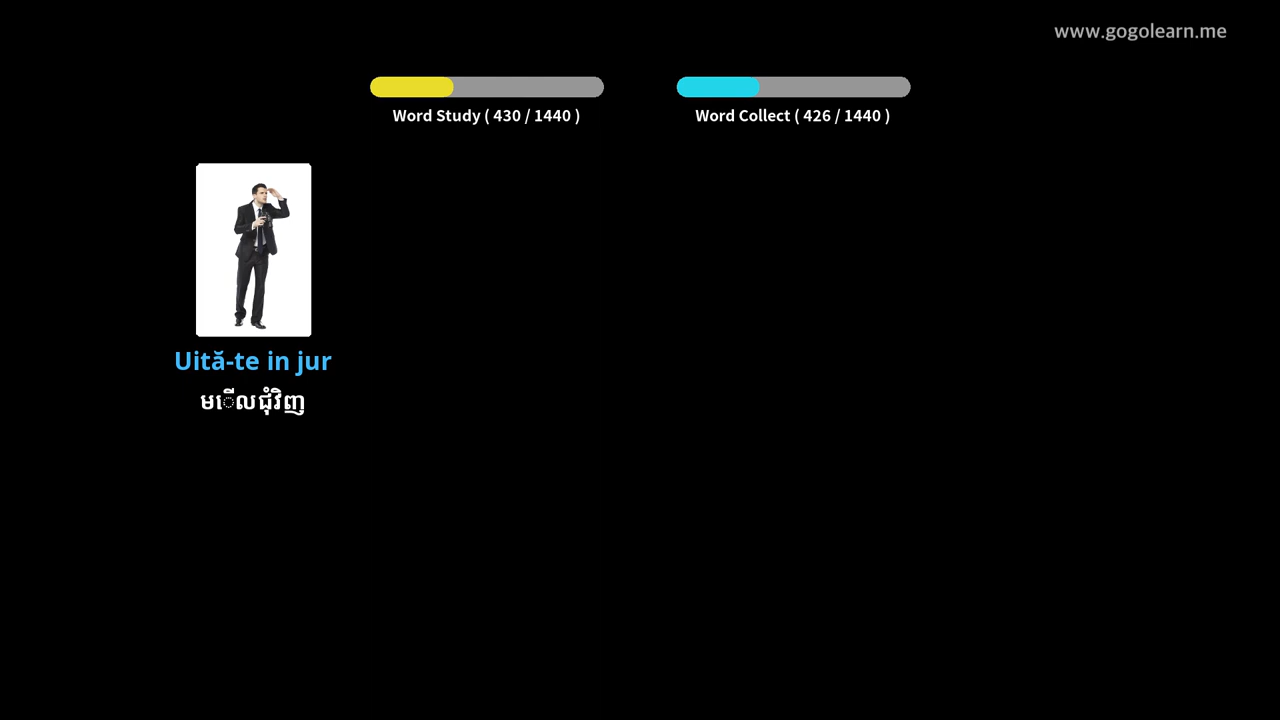 www.gogolearn.me
Word Study ( 430 / 1440 )
Word Collect ( 426 / 1440 )
Uită-te in jur
មើលជុំវិញ